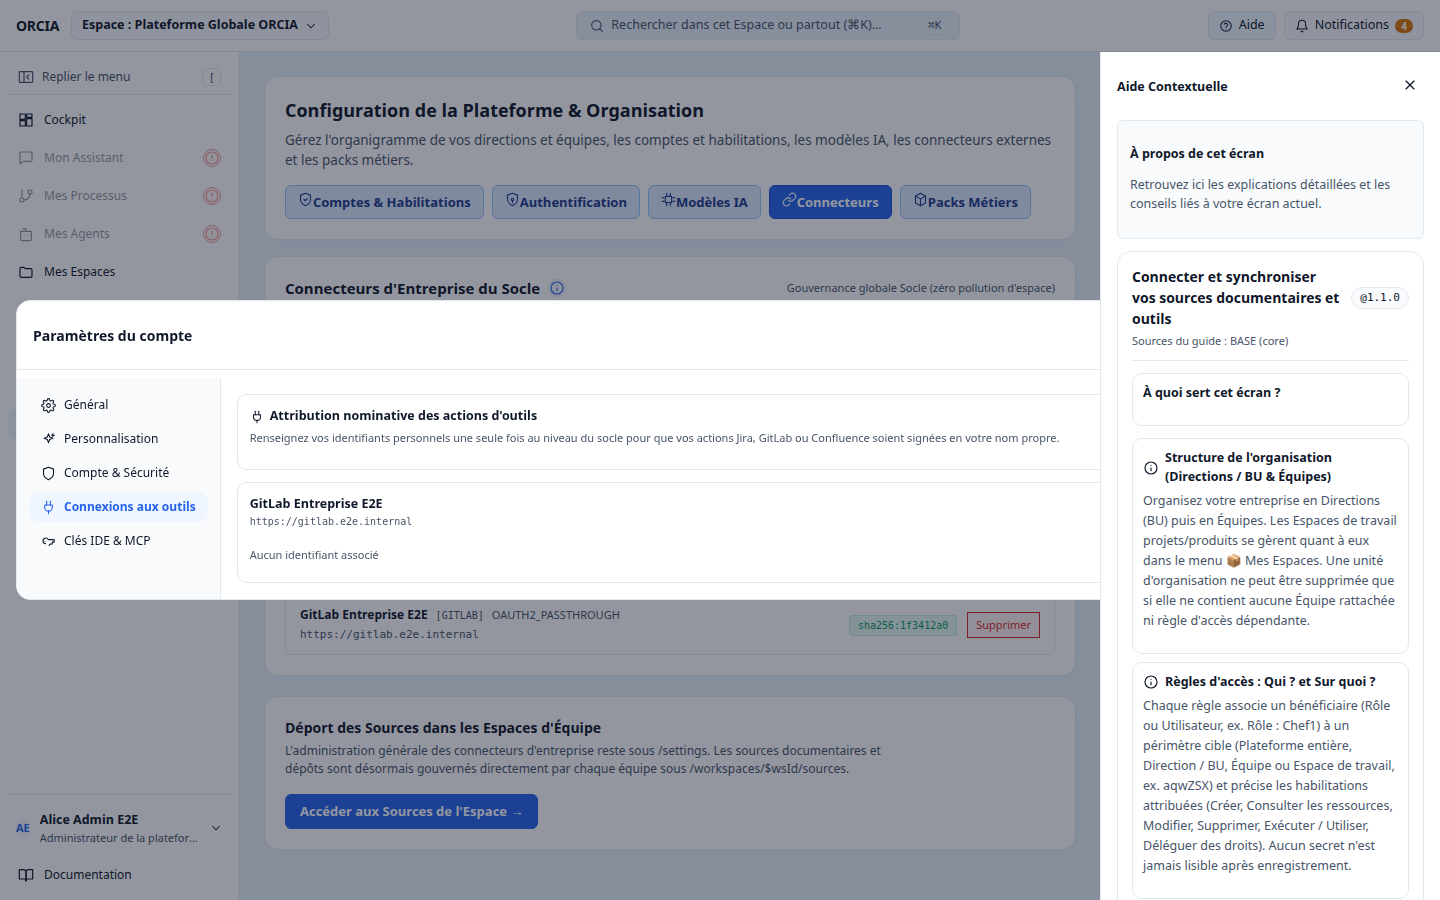 ORCIA
Espace : Plateforme Globale ORCIA
Rechercher dans cet Espace ou partout (⌘K)...
⌘K
Aide
Notifications 4
Replier le menu [
Cockpit
Mon Assistant
Mes Processus
Mes Agents
Mes Espaces
Configuration de la Plateforme & Organisation
Gérez l'organigramme de vos directions et équipes, les comptes et habilitations, les modèles IA, les connecteurs externes
et les packs métiers.
Comptes & Habilitations
Authentification
Modèles IA
Connecteurs
Packs Métiers
Connecteurs d'Entreprise du Socle
Gouvernance globale Socle (zéro pollution d'espace)
Paramètres du compte
Général
Personnalisation
Compte & Sécurité
Connexions aux outils
Clés IDE & MCP
Attribution nominative des actions d'outils
Renseignez vos identifiants personnels une seule fois au niveau du socle pour que vos actions Jira, GitLab ou Confluence soient signées en votre nom propre.
GitLab Entreprise E2E
https://gitlab.e2e.internal
Aucun identifiant associé
GitLab Entreprise E2E [GITLAB] OAUTH2_PASSTHROUGH
https://gitlab.e2e.internal
sha256:1f3412a0
Supprimer
Déport des Sources dans les Espaces d'Équipe
L'administration générale des connecteurs d'entreprise reste sous /settings. Les sources documentaires et
dépôts sont désormais gouvernés directement par chaque équipe sous /workspaces/$wsId/sources.
Accéder aux Sources de l'Espace →
AE
Alice Admin E2E
Administrateur de la platefor...
Documentation
Aide Contextuelle
À propos de cet écran
Retrouvez ici les explications détaillées et les
conseils liés à votre écran actuel.
Connecter et synchroniser
vos sources documentaires et
outils
@1.1.0
Sources du guide : BASE (core)
À quoi sert cet écran ?
Structure de l'organisation
(Directions / BU & Équipes)
Organisez votre entreprise en Directions
(BU) puis en Équipes. Les Espaces de travail
projets/produits se gèrent quant à eux
dans le menu 📦 Mes Espaces. Une unité
d'organisation ne peut être supprimée que
si elle ne contient aucune Équipe rattachée
ni règle d'accès dépendante.
Règles d'accès : Qui ? et Sur quoi ?
Chaque règle associe un bénéficiaire (Rôle
ou Utilisateur, ex. Rôle : Chef1) à un
périmètre cible (Plateforme entière,
Direction / BU, Équipe ou Espace de travail,
ex. aqwZSX) et précise les habilitations
attribuées (Créer, Consulter les ressources,
Modifier, Supprimer, Exécuter / Utiliser,
Déléguer des droits). Aucun secret n'est
jamais lisible après enregistrement.